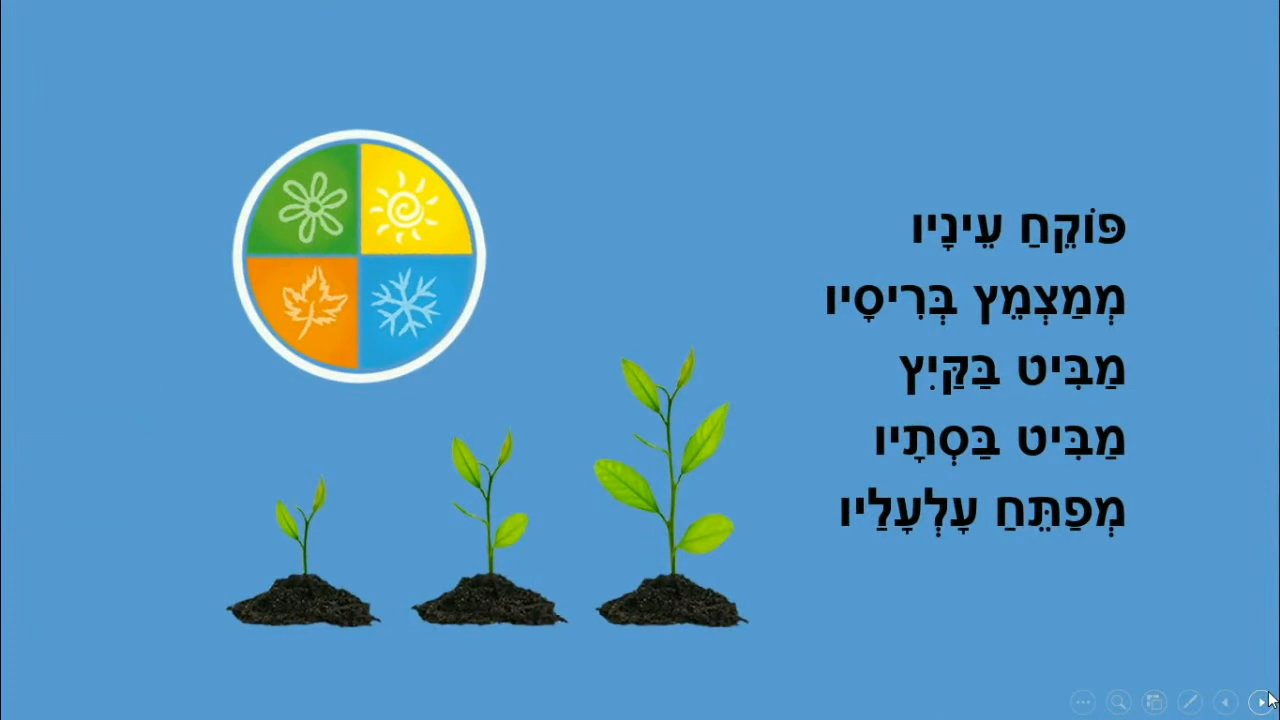 פּוֹקֵחַ עֵינָיו
מְמַצְמֵץ בְּרִיסָיו
מַבִּיט בַּקַּיִץ
מַבִּיט בַּסְתָיו
מְפַתֵּחַ עָלְעָלַיו